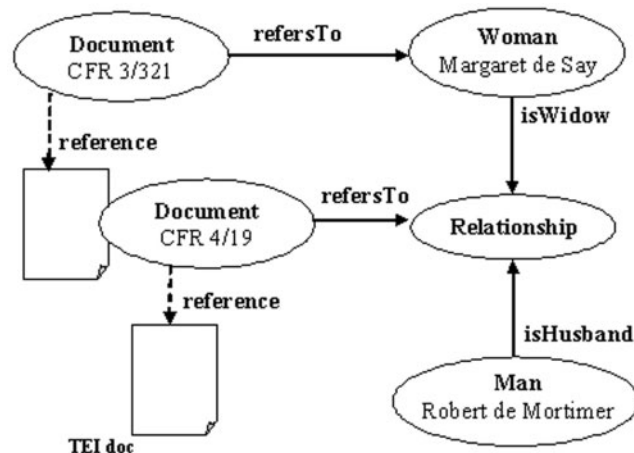 Document
CFR 3/321
refersTo
Woman
Margaret de Say
reference
isWidow
Document
CFR 4/19
refersTo
Relationship
reference
isHusband
Man
Robert de Mortimer
TEI doc